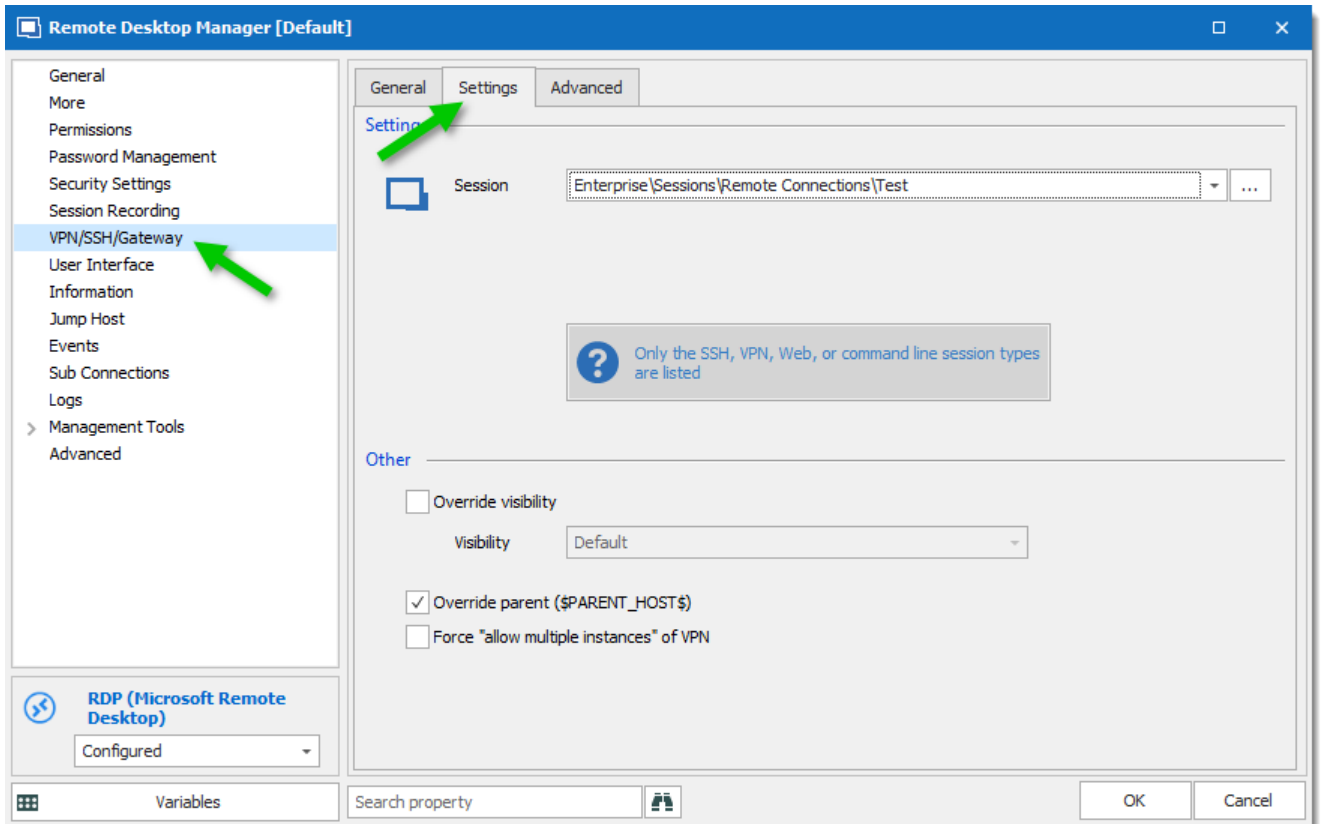 Remote Desktop Manager [Default]
General
More
Permissions
Password Management
Security Settings
Session Recording
VPN/SSH/Gateway
User Interface
Information
Jump Host
Events
Sub Connections
Logs
Management Tools
Advanced
RDP (Microsoft Remote
Desktop)
Configured
Variables
General Settings Advanced
Setting
Session Enterprise\Sessions\Remote Connections\Test ...
Only the SSH, VPN, Web, or command line session types
are listed
Other
Override visibility
Visibility Default
Override parent ($PARENT_HOST$)
Force "allow multiple instances" of VPN
Search property
OK Cancel